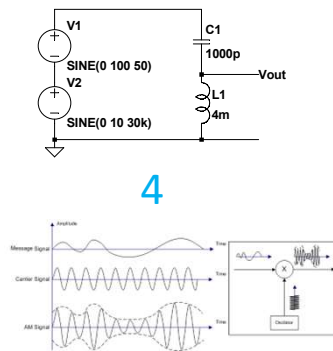 V1
C1
1000p
SINE(0 100 50)
Vout
V2
L1
4m
SINE(0 10 30k)
4
Amplitude
Message Signal
Time
Carrier Signal
Time
AM Signal
Time
X
Oscillator